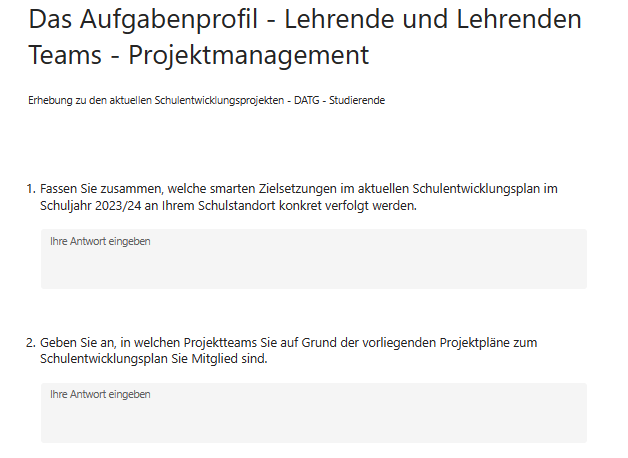 Das Aufgabenprofil - Lehrende und Lehrenden
Teams - Projektmanagement
Erhebung zu den aktuellen Schulentwicklungsprojekten - DATG - Studierende
1. Fassen Sie zusammen, welche smarten Zielsetzungen im aktuellen Schulentwicklungsplan im
Schuljahr 2023/24 an Ihrem Schulstandort konkret verfolgt werden.
Ihre Antwort eingeben
2. Geben Sie an, in welchen Projektteams Sie auf Grund der vorliegenden Projektpläne zum
Schulentwicklungsplan Sie Mitglied sind.
Ihre Antwort eingeben